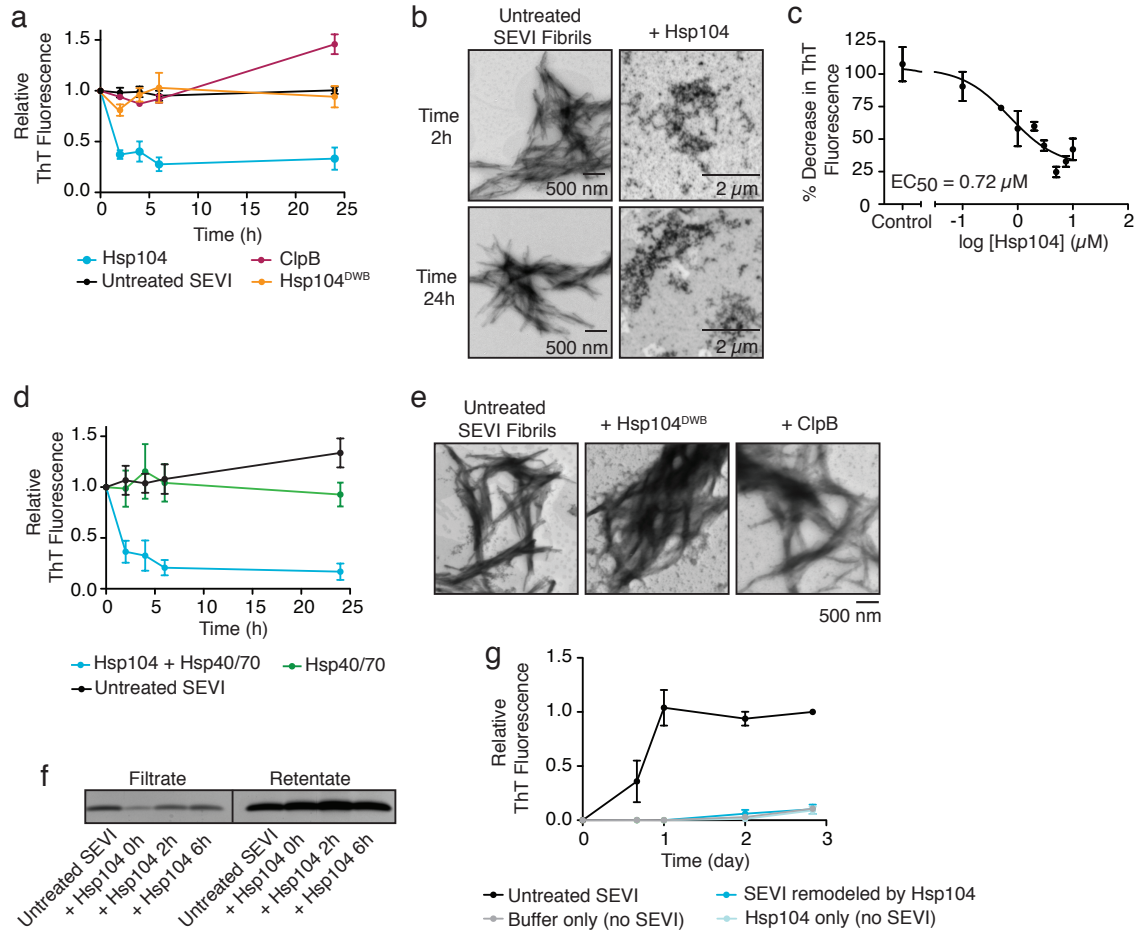 a
Relative
ThT Fluorescence
1.5
1.0
0.5
0.0
0 5 10 15 20 25
Time (h)
Hsp104
ClpB
Untreated SEVI
Hsp104DWB
b
Untreated
SEVI Fibrils
+ Hsp104
Time
2h
500 nm
2 µm
Time
24h
500 nm
2 µm
c
% Decrease in ThT
Fluorescence
125
100
75
50
25
0
EC50 = 0.72 µM
Control -1 0 1 2
log [Hsp104] (µM)
d
Relative
ThT Fluorescence
1.5
1.0
0.5
0.0
0 5 10 15 20 25
Time (h)
Hsp104 + Hsp40/70
Hsp40/70
Untreated SEVI
e
Untreated
SEVI Fibrils
+ Hsp104DWB
+ ClpB
500 nm
f
Filtrate
Retentate
Untreated SEVI
+ Hsp104 0h
+ Hsp104 2h
+ Hsp104 6h
Untreated SEVI
+ Hsp104 0h
+ Hsp104 2h
+ Hsp104 6h
g
Relative
ThT Fluorescence
1.5
1.0
0.5
0.0
0 1 2 3
Time (day)
Untreated SEVI
SEVI remodeled by Hsp104
Buffer only (no SEVI)
Hsp104 only (no SEVI)